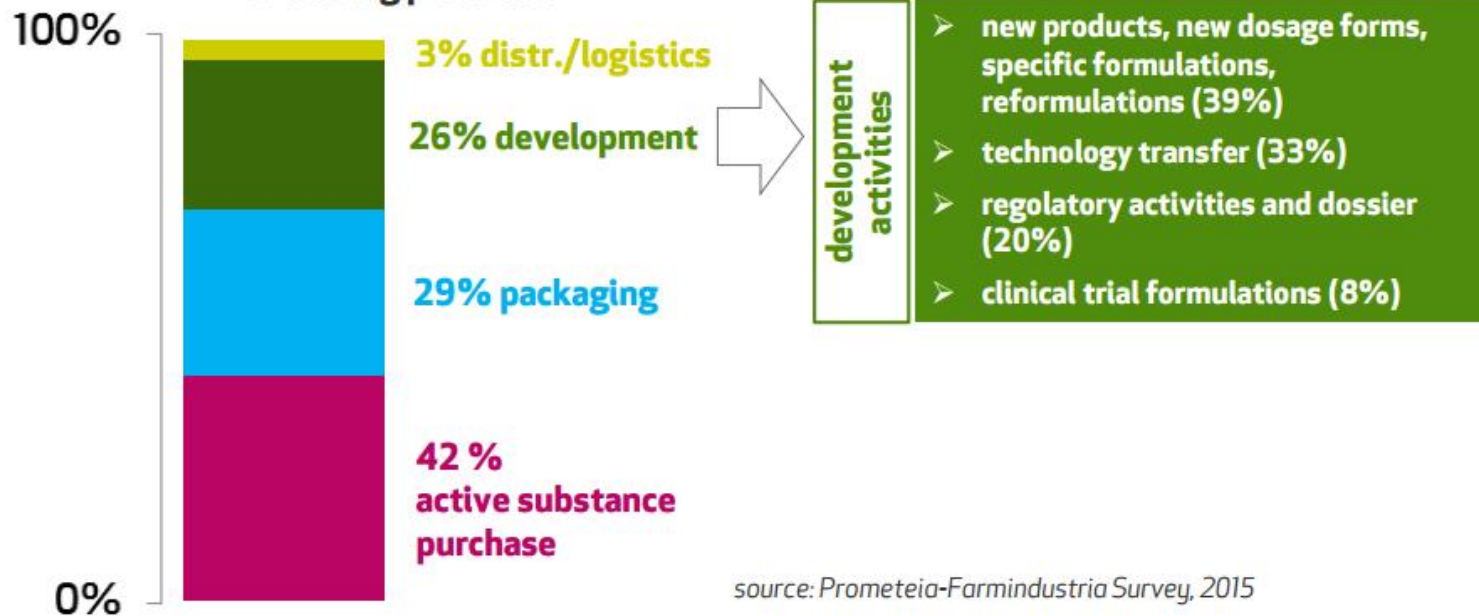 100%
3% distr./logistics
26% development
29% packaging
42 %
active substance
purchase
0%
development
activities
➢ new products, new dosage forms,
specific formulations,
reformulations (39%)
➢ technology transfer (33%)
➢ regolatory activities and dossier
(20%)
➢ clinical trial formulations (8%)
source: Prometeia-Farmindustria Survey, 2015